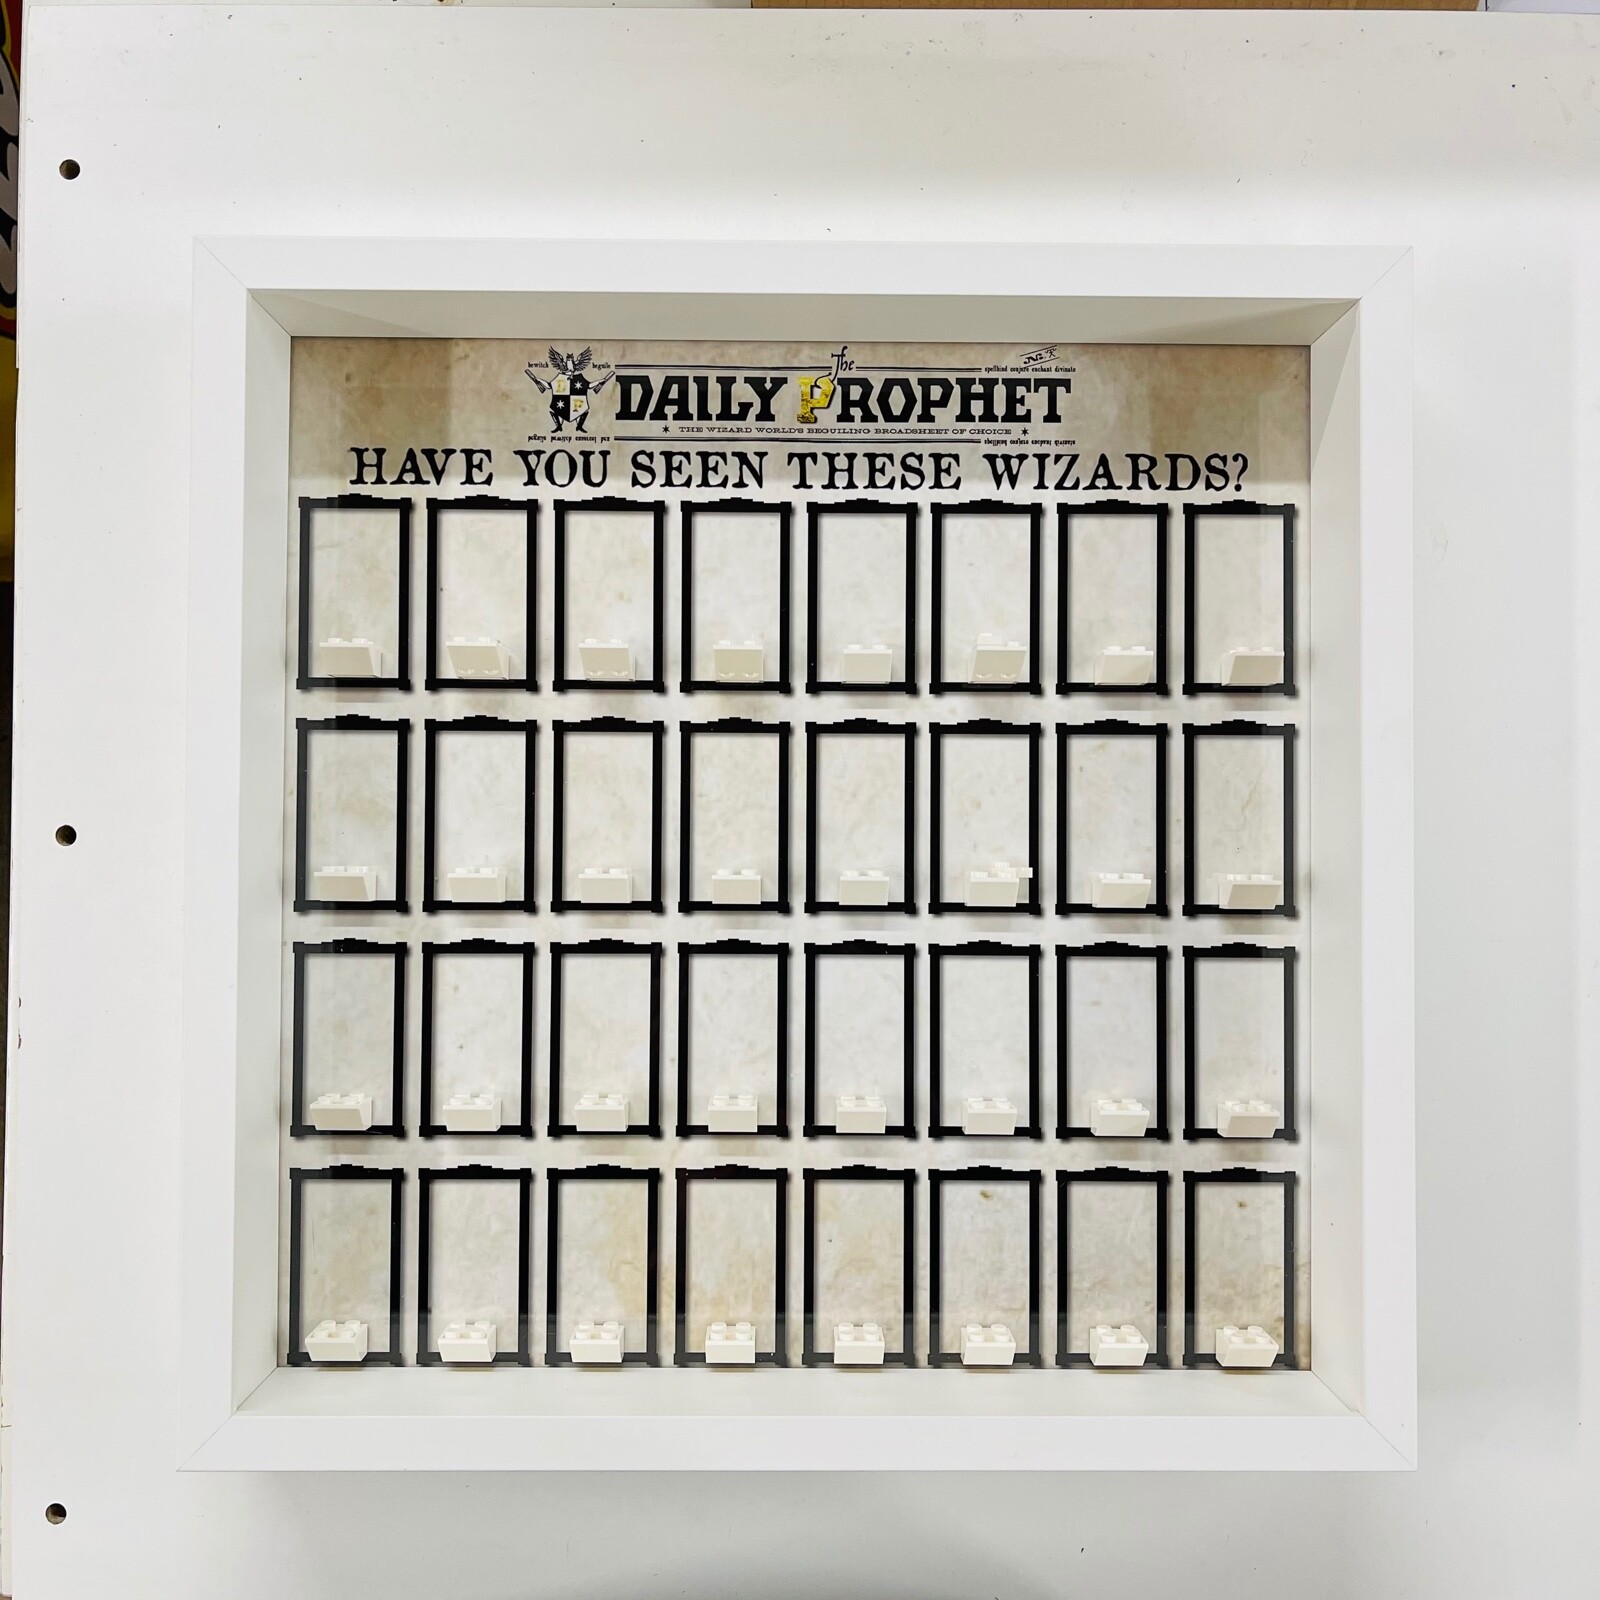 The
bewitch beguile
spellbind conjure enchant divinate
DAILY PROPHET
THE WIZARD WORLD'S BEGUILING BROADSHEET OF CHOICE
HAVE YOU SEEN THESE WIZARDS?